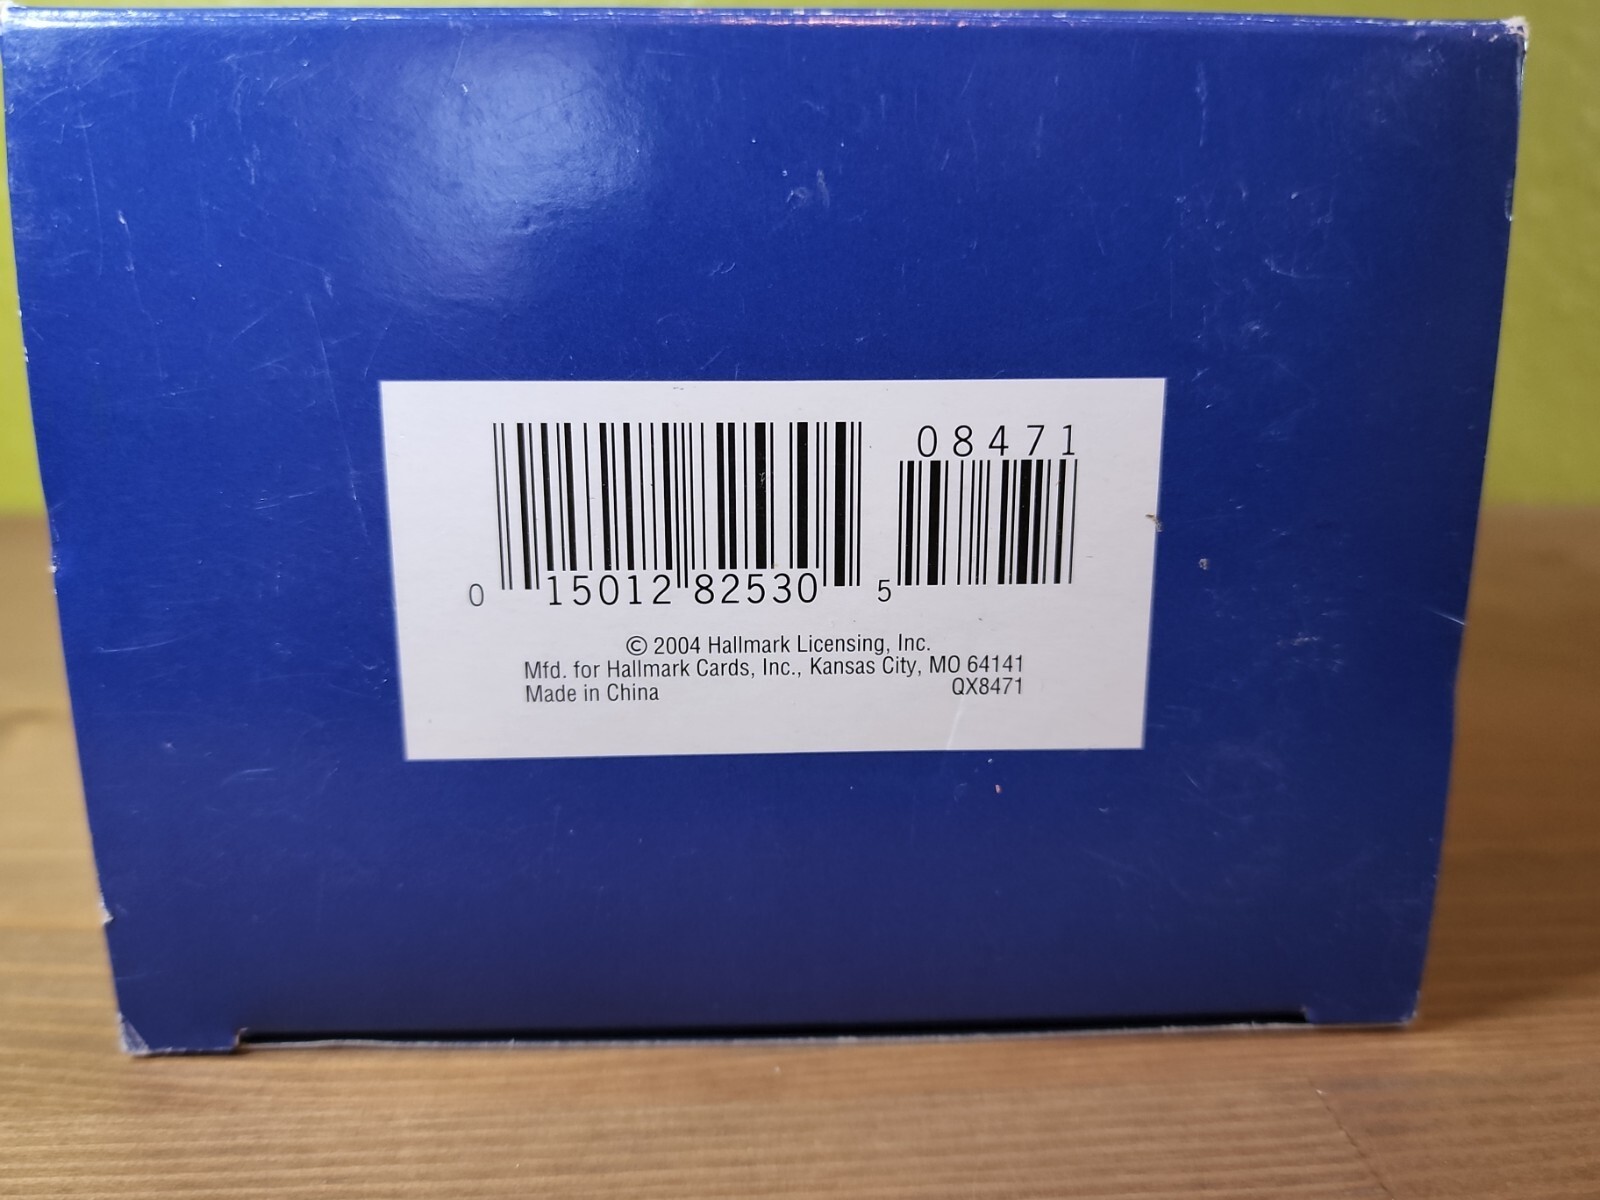 08471
0 15012 82530 5
© 2004 Hallmark Licensing, Inc.
Mfd. for Hallmark Cards, Inc., Kansas City, MO 64141
Made in China QX8471